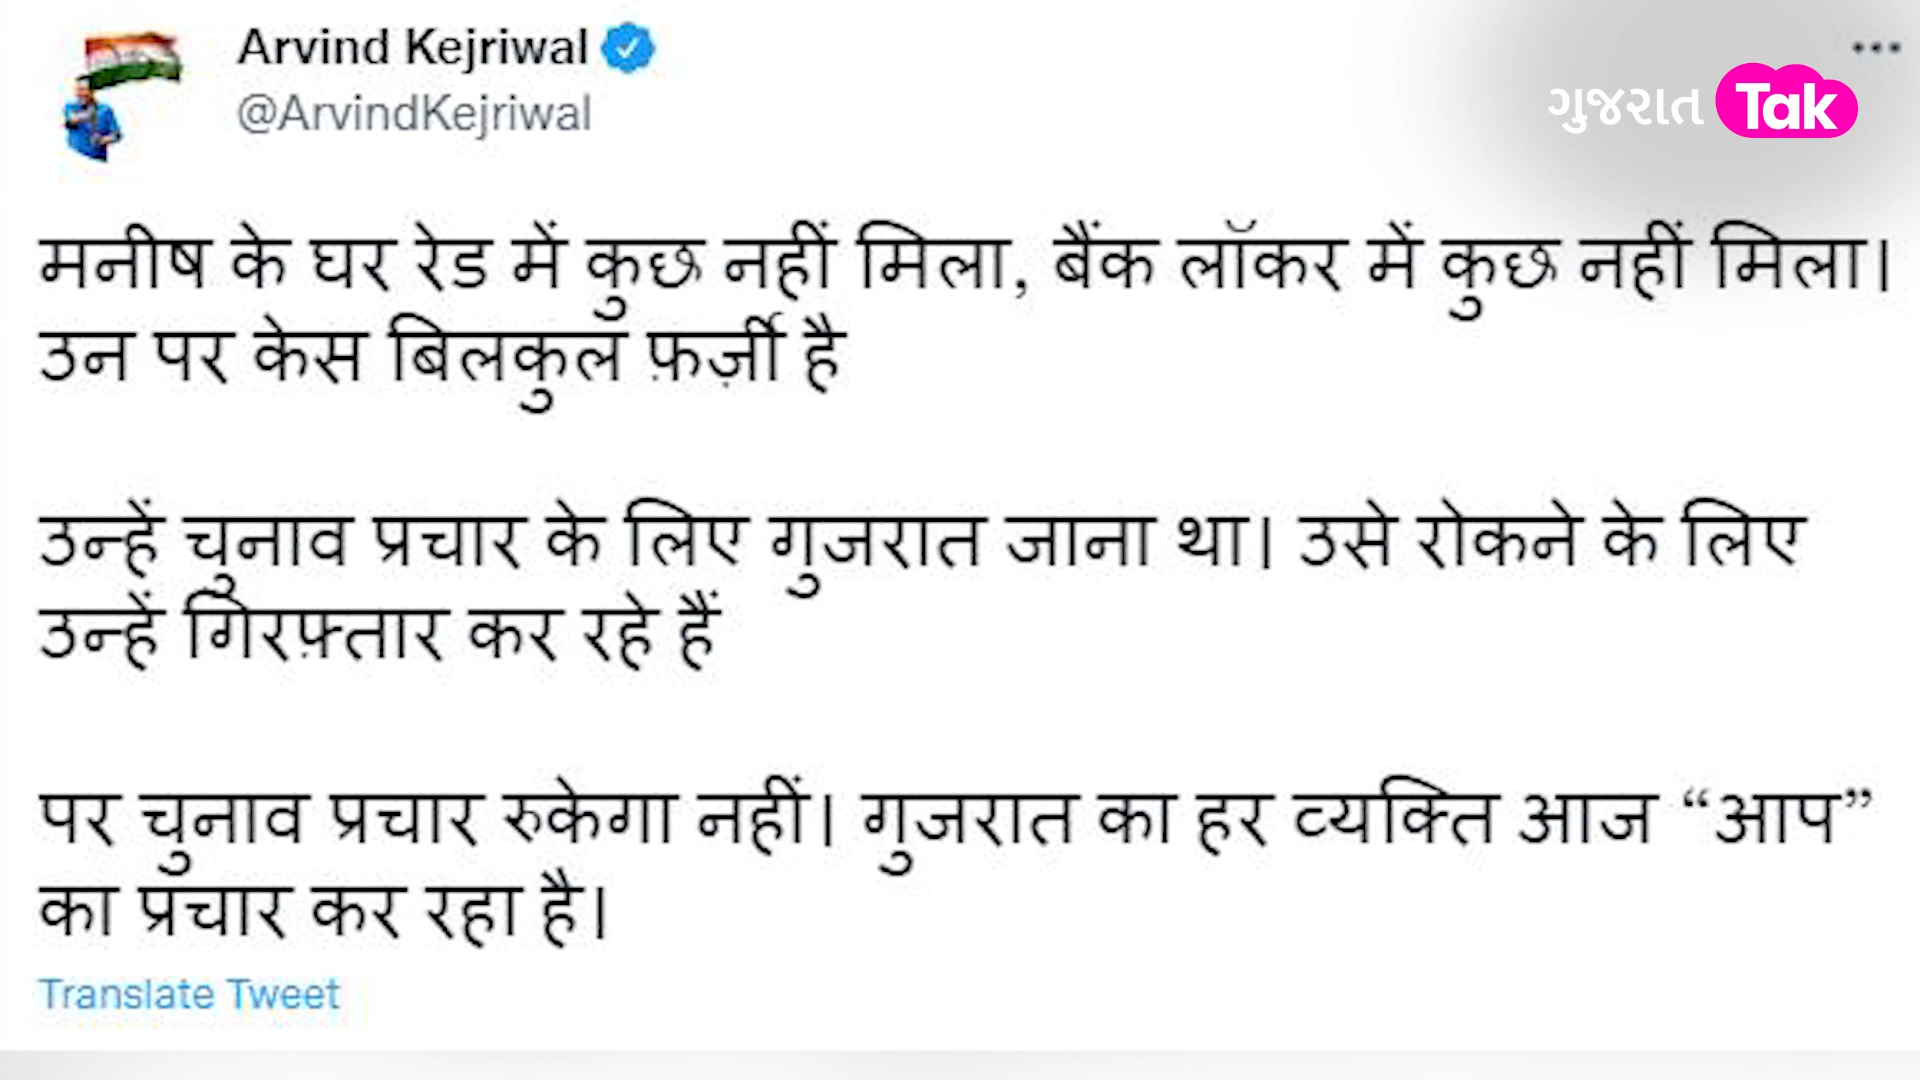 Arvind Kejriwal
@ArvindKejriwal
ગુજરાત Tak
मनीष के घर रेड में कुछ नहीं मिला, बैंक लॉकर में कुछ नहीं मिला।
उन पर केस बिलकुल फ़र्ज़ी है
उन्हें चुनाव प्रचार के लिए गुजरात जाना था। उसे रोकने के लिए
उन्हें गिरफ़्तार कर रहे हैं
पर चुनाव प्रचार रुकेगा नहीं। गुजरात का हर व्यक्ति आज “आप”
का प्रचार कर रहा है।
Translate Tweet